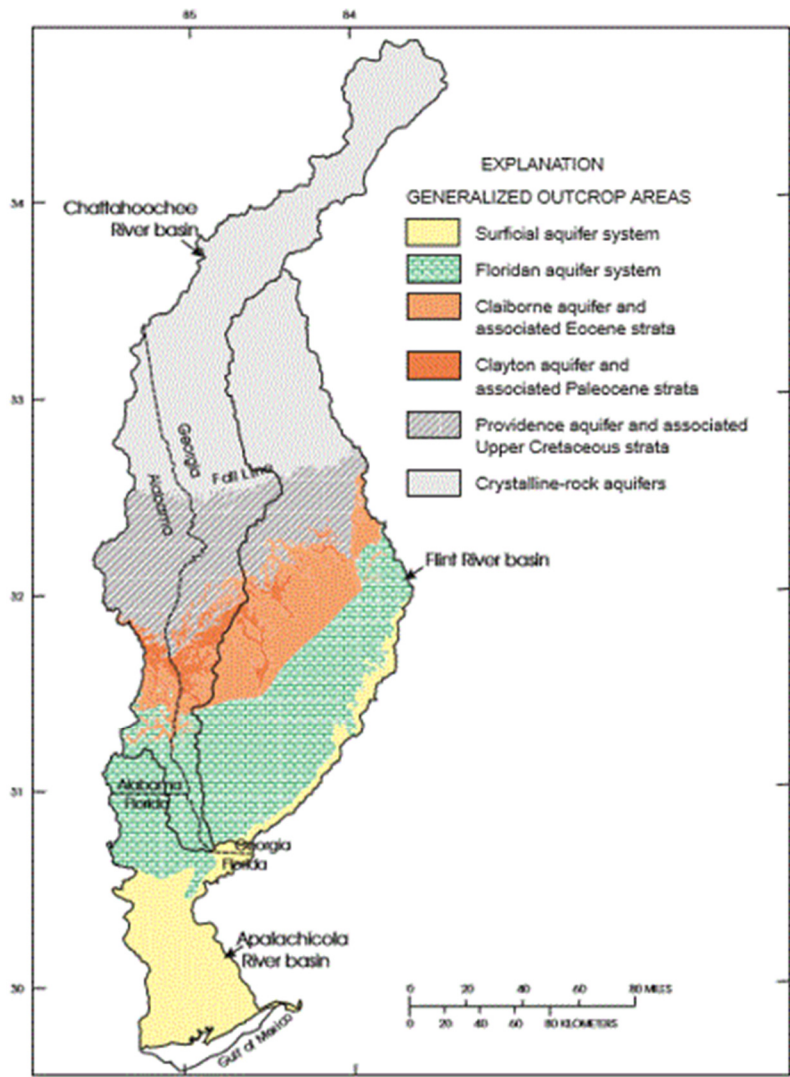 85 84
EXPLANATION
GENERALIZED OUTCROP AREAS
Surficial aquifer system
Floridan aquifer system
Claiborne aquifer and
associated Eocene strata
Clayton aquifer and
associated Paleocene strata
Providence aquifer and associated
Upper Cretaceous strata
Crystalline-rock aquifers
34
Chattahoochee
River basin
33
Georgia
Alabama
Fall Line
Flint River basin
32
31
Alabama
Florida
Georgia
Florida
Apalachicola
River basin
30
Gulf of Mexico
0 20 40 60 80 MILES
0 20 40 60 80 KILOMETERS